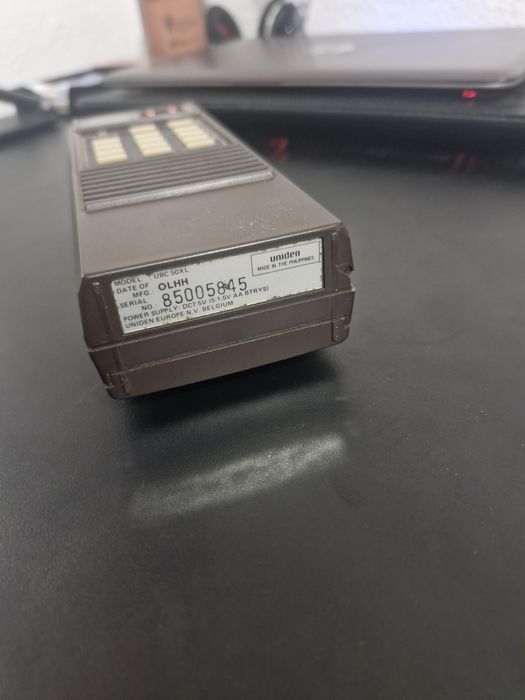 MODEL UBC 50XL
DATE OF MFG. OLHH
SERIAL NO. 85005845
POWER SUPPLY: DC7.5V (5-1.5V AA BTRYS)
UNIDEN EUROPE N.V. BELGIUM
uniden
MADE IN THE PHILIPPINES